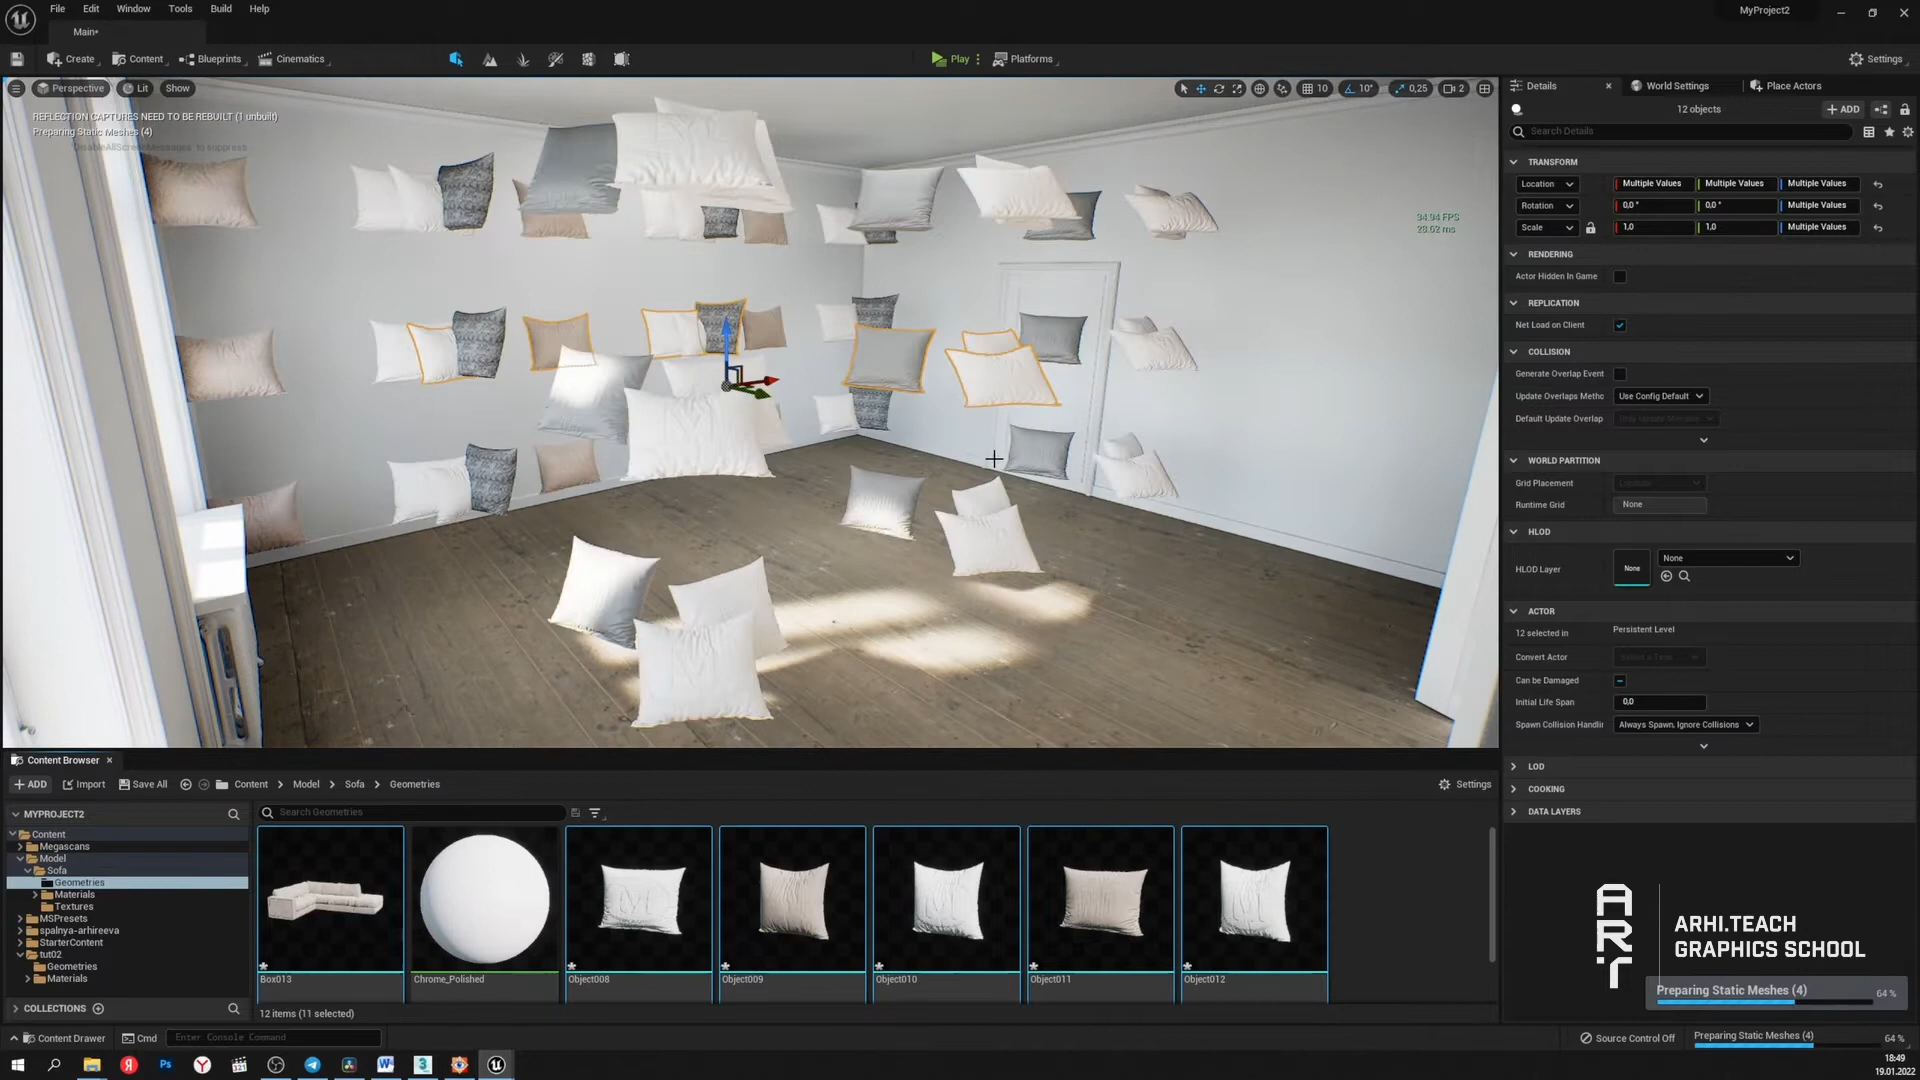 File Edit Window Tools Build Help
MyProject2
Main*
Create Content Blueprints Cinematics Play Platforms Settings
Perspective Lit Show
10 10° 0,25 2
REFLECTION CAPTURES NEED TO BE REBUILT (1 unbuilt)
Preparing Static Meshes (4)
'DisableAllScreenMessages' to suppress
34.94 FPS
28.62 ms
Details World Settings Place Actors
12 objects ADD
Search Details
TRANSFORM
Location Multiple Values Multiple Values Multiple Values
Rotation 0,0° 0,0° Multiple Values
Scale 1,0 1,0 Multiple Values
RENDERING
Actor Hidden In Game
REPLICATION
Net Load on Client
COLLISION
Generate Overlap Event
Update Overlaps Metho Use Config Default
Default Update Overlap
WORLD PARTITION
Grid Placement
Runtime Grid None
HLOD
HLOD Layer None None
ACTOR
12 selected in Persistent Level
Convert Actor Select a Type
Can be Damaged
Initial Life Span 0,0
Spawn Collision Handlin Always Spawn, Ignore Collisions
LOD
COOKING
DATA LAYERS
Content Browser
ADD Import Save All Content Model Sofa Geometries Settings
MYPROJECT2
Search Geometries
Content
Megascans
Model
Sofa
Geometries
Materials
Textures
MSPresets
spalnya-arhireeva
StarterContent
tut02
Geometries
Materials
COLLECTIONS
Box013 Chrome_Polished Object008 Object009 Object010 Object011 Object012
12 items (11 selected)
ART
ARHI.TEACH
GRAPHICS SCHOOL
Preparing Static Meshes (4) 64 %
Content Drawer Cmd Enter Console Command
Source Control Off Preparing Static Meshes (4) 64 %
18:49
19.01.2022